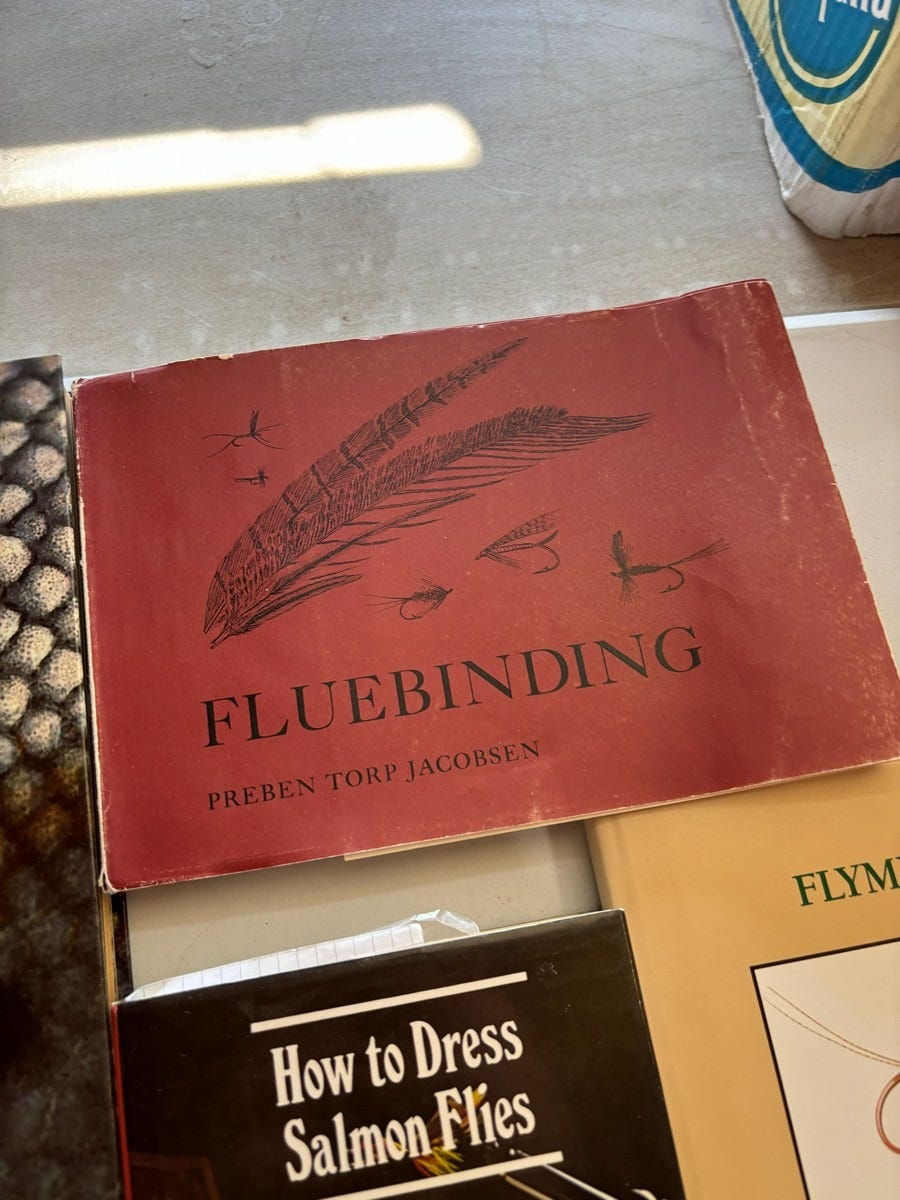 FLUEBINDING
PREBEN TORP JACOBSEN
How to Dress
Salmon Flies